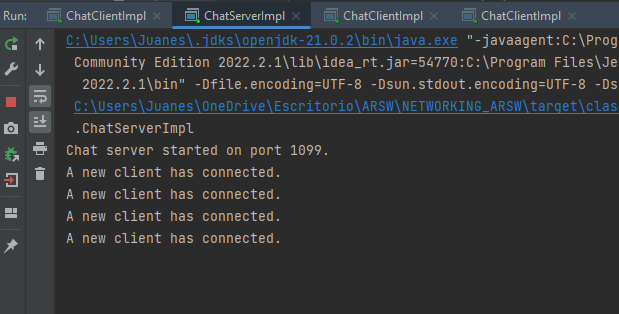 Run: ChatClientImpl ChatServerImpl ChatClientImpl ChatClientImpl
C:\Users\Juanes\.jdks\openjdk-21.0.2\bin\java.exe "-javaagent:C:\Prog
Community Edition 2022.2.1\lib\idea_rt.jar=54770:C:\Program Files\Je
2022.2.1\bin" -Dfile.encoding=UTF-8 -Dsun.stdout.encoding=UTF-8 -Ds
C:\Users\Juanes\OneDrive\Escritorio\ARSW\NETWORKING_ARSW\target\clas
.ChatServerImpl
Chat server started on port 1099.
A new client has connected.
A new client has connected.
A new client has connected.
A new client has connected.